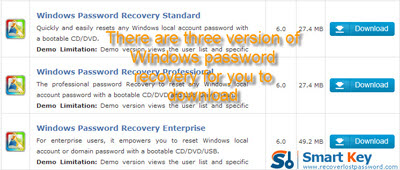 Windows Password Recovery Standard
Quickly and easily resets any Windows local account password with
a bootable CD/DVD.
Demo Limitation: Demo version views the user list and specific
6.0
27.4 MB
Download
There are three version of
Windows password
recovery for you to
download
Windows Password Recovery Professional
The professional password Recovery to reset any Windows local
account password with a bootable CD/DVD and USB
Demo Limitation: Demo version views the user list and specific
6.0
27.4 MB
Download
Windows Password Recovery Enterprise
For enterprise users, it empowers you to reset Windows local
account or domain password with a bootable CD/DVD/USB.
Demo Limitation: Demo version views the user list and specific
6.0
49.2 MB
Download
Smart Key
www.recoverlostpassword.com